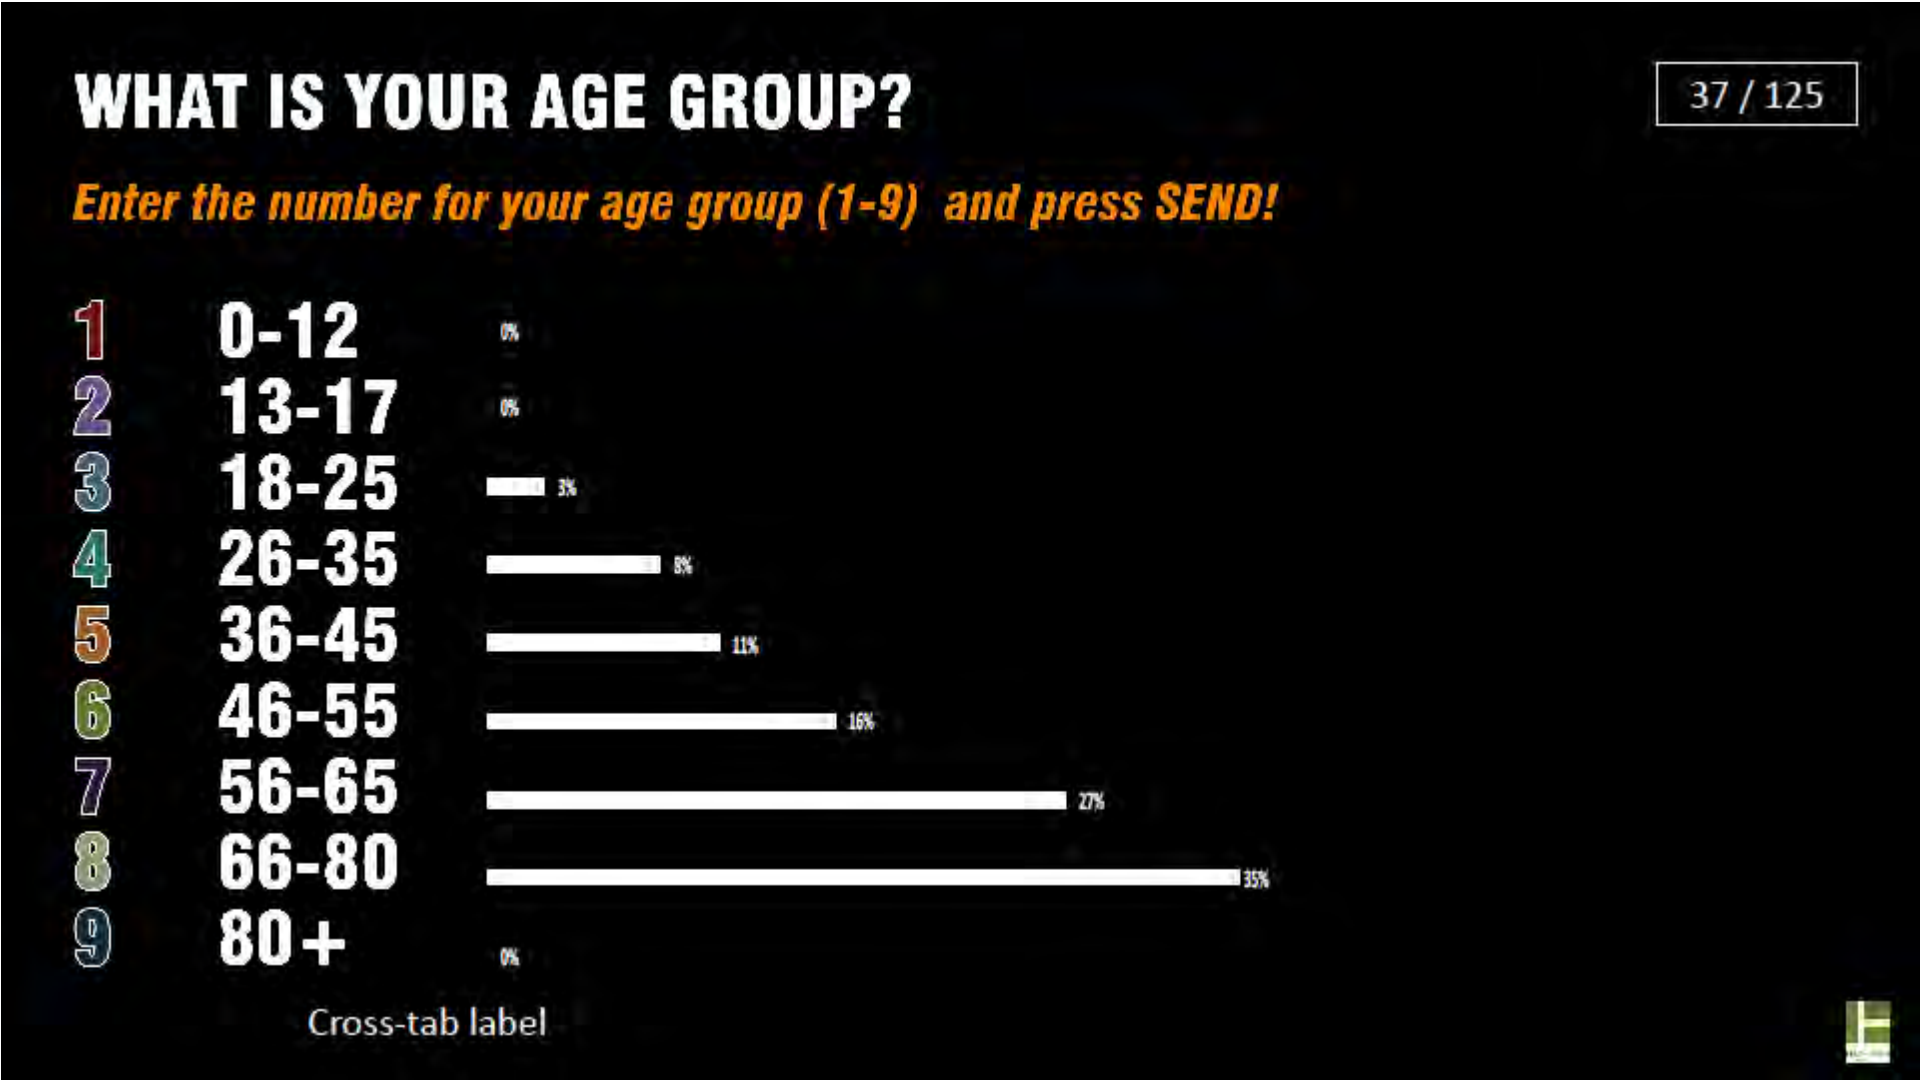 WHAT IS YOUR AGE GROUP?
37 / 125
Enter the number for your age group (1-9) and press SEND!
1 0-12 0%
2 13-17 0%
3 18-25 3%
4 26-35 8%
5 36-45 11%
6 46-55 16%
7 56-65 27%
8 66-80 35%
9 80+ 0%
Cross-tab label